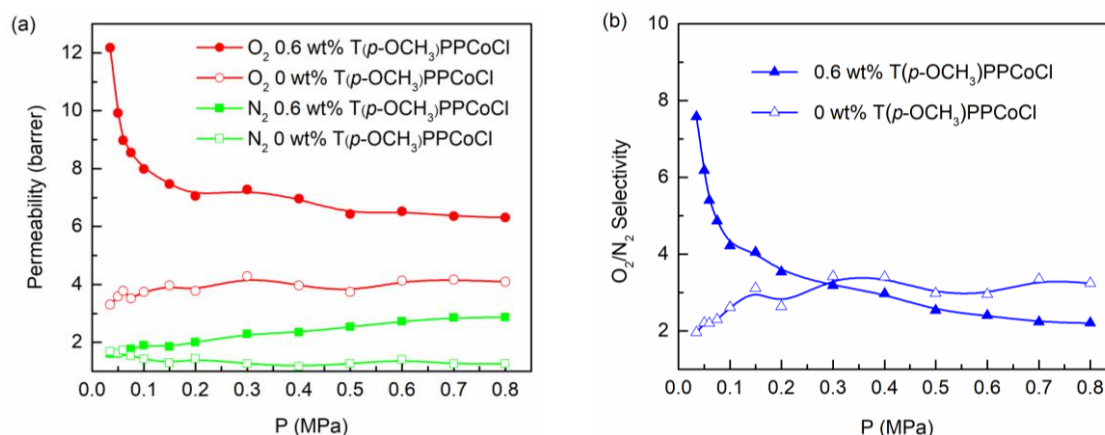 (a)
O₂ 0.6 wt% T(p-OCH₃)PPCoCl
O₂ 0 wt% T(p-OCH₃)PPCoCl
N₂ 0.6 wt% T(p-OCH₃)PPCoCl
N₂ 0 wt% T(p-OCH₃)PPCoCl
Permeability (barrer)
12
10
8
6
4
2
0.0 0.1 0.2 0.3 0.4 0.5 0.6 0.7 0.8
P (MPa)
(b)
0.6 wt% T(p-OCH₃)PPCoCl
0 wt% T(p-OCH₃)PPCoCl
O₂/N₂ Selectivity
10
8
6
4
2
0.0 0.1 0.2 0.3 0.4 0.5 0.6 0.7 0.8
P (MPa)